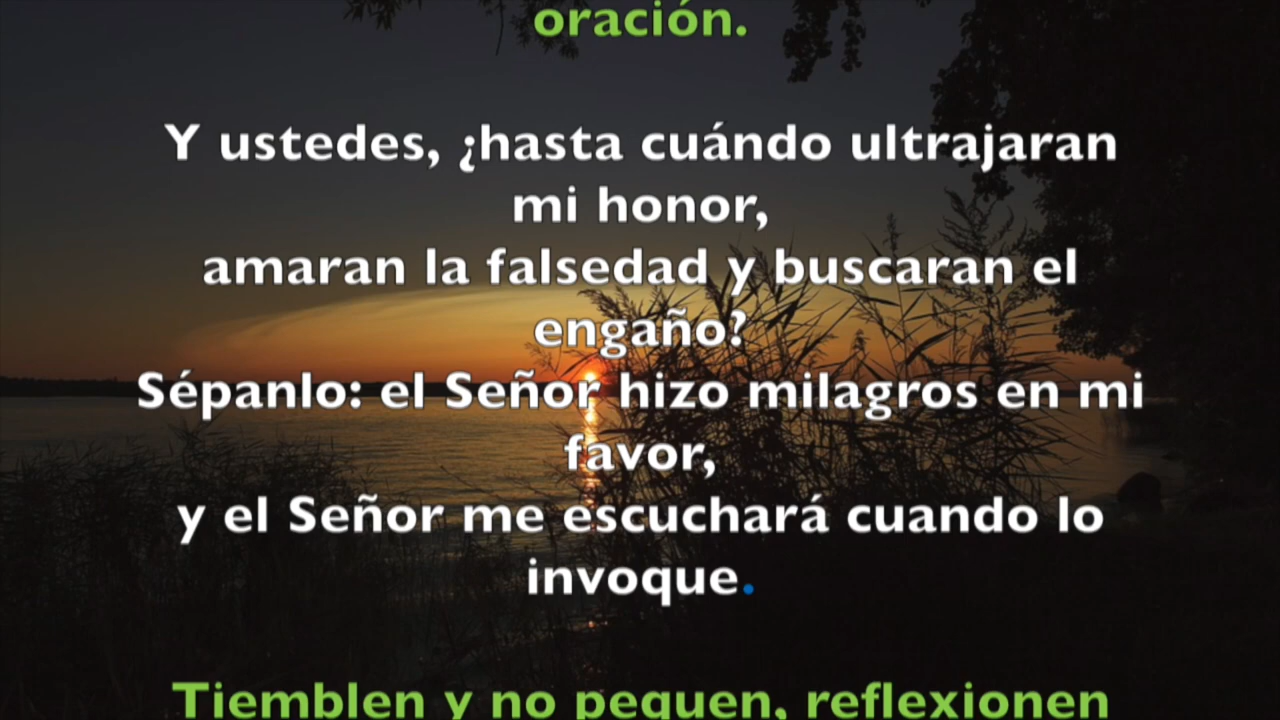 oración.
Y ustedes, ¿hasta cuándo ultrajaran
mi honor,
amaran la falsedad y buscaran el
engaño?
Sépanlo: el Señor hizo milagros en mi
favor,
y el Señor me escuchará cuando lo
invoque.
Tiemblen y no pequen, reflexionen